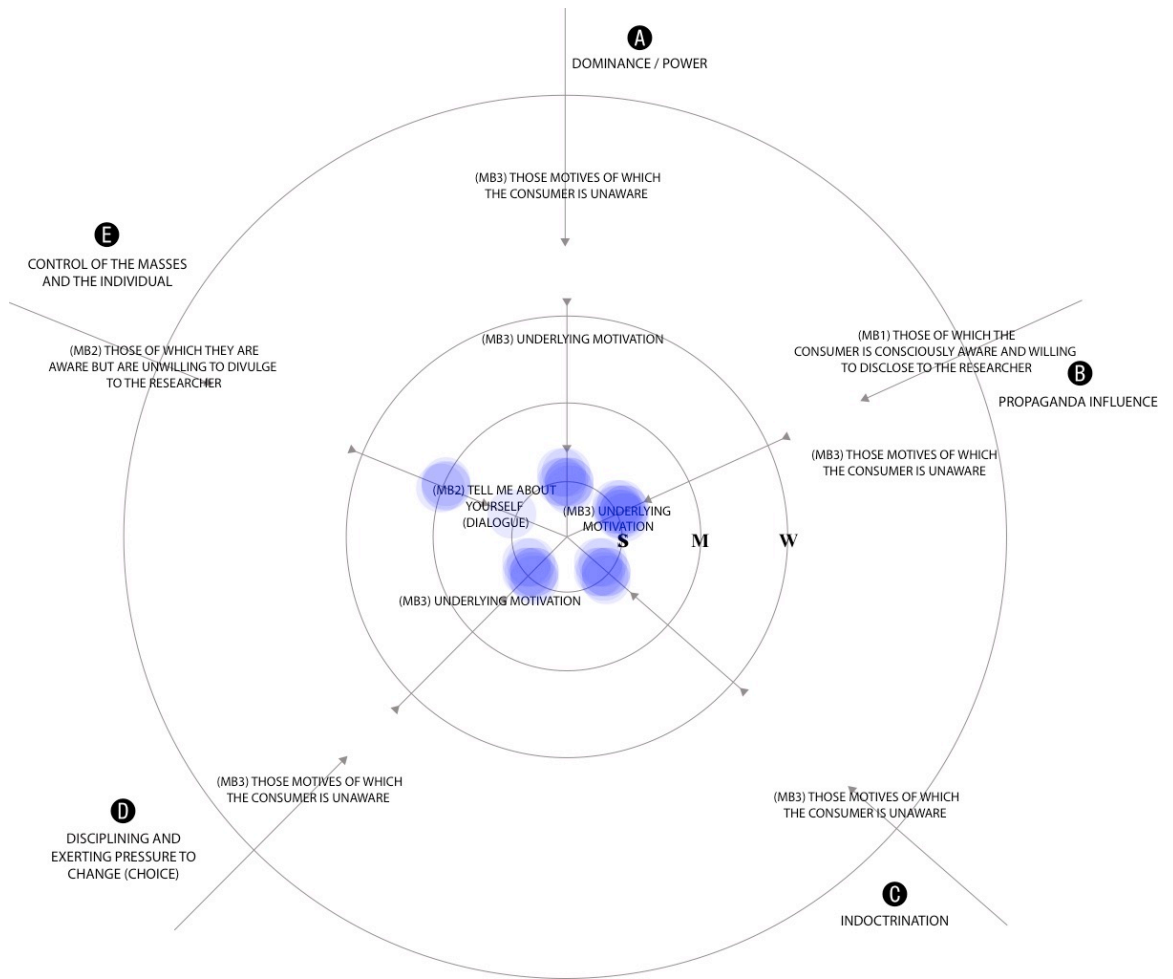 A
DOMINANCE / POWER
(MB3) THOSE MOTIVES OF WHICH
THE CONSUMER IS UNAWARE
E
CONTROL OF THE MASSES
AND THE INDIVIDUAL
(MB2) THOSE OF WHICH THEY ARE
AWARE BUT ARE UNWILLING TO DIVULGE
TO THE RESEARCHER
(MB3) UNDERLYING MOTIVATION
(MB1) THOSE OF WHICH THE
CONSUMER IS CONSCIOUSLY AWARE AND WILLING
TO DISCLOSE TO THE RESEARCHER
B
PROPAGANDA INFLUENCE
(MB3) THOSE MOTIVES OF WHICH
THE CONSUMER IS UNAWARE
(MB2) TELL ME ABOUT
YOURSELF
(DIALOGUE)
(MB3) UNDERLYING
MOTIVATION
S
M
W
(MB3) UNDERLYING MOTIVATION
(MB3) THOSE MOTIVES OF WHICH
THE CONSUMER IS UNAWARE
D
DISCIPLINING AND
EXERTING PRESSURE TO
CHANGE (CHOICE)
(MB3) THOSE MOTIVES OF WHICH
THE CONSUMER IS UNAWARE
C
INDOCTRINATION